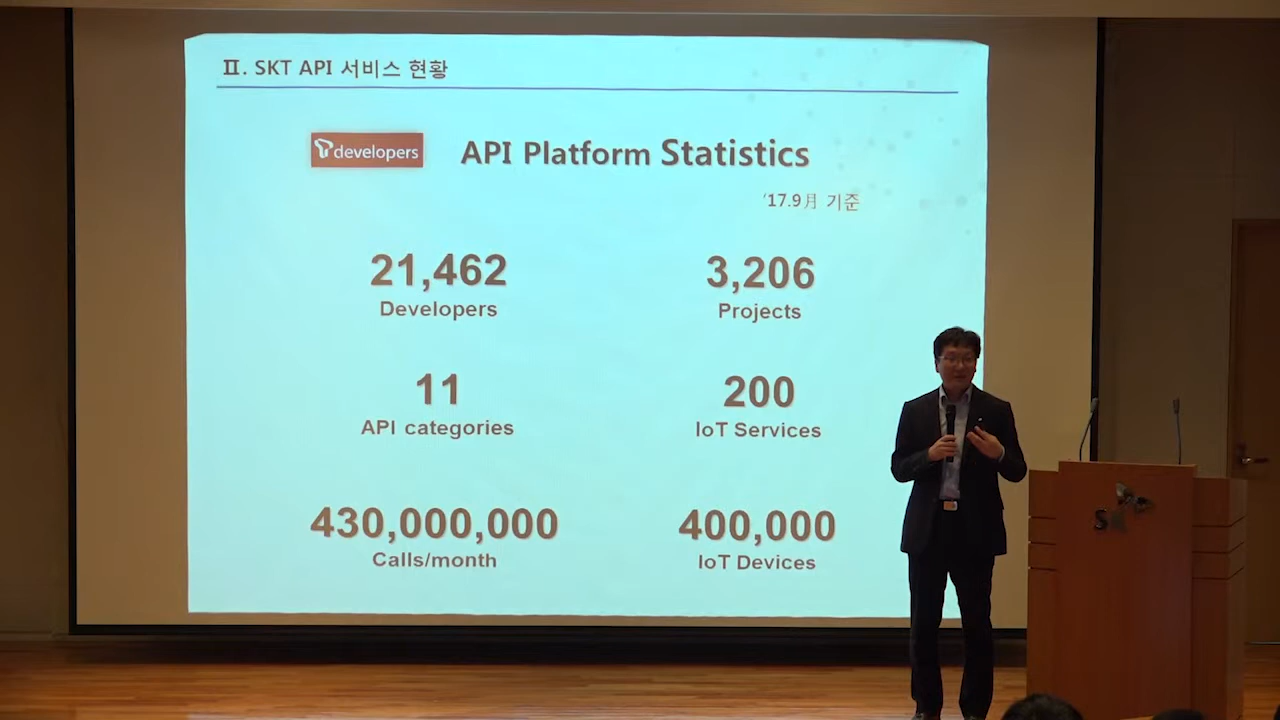 Ⅱ. SKT API 서비스 현황
T developers
API Platform Statistics
'17.9月 기준
21,462
Developers
3,206
Projects
11
API categories
200
IoT Services
430,000,000
Calls/month
400,000
IoT Devices
SK